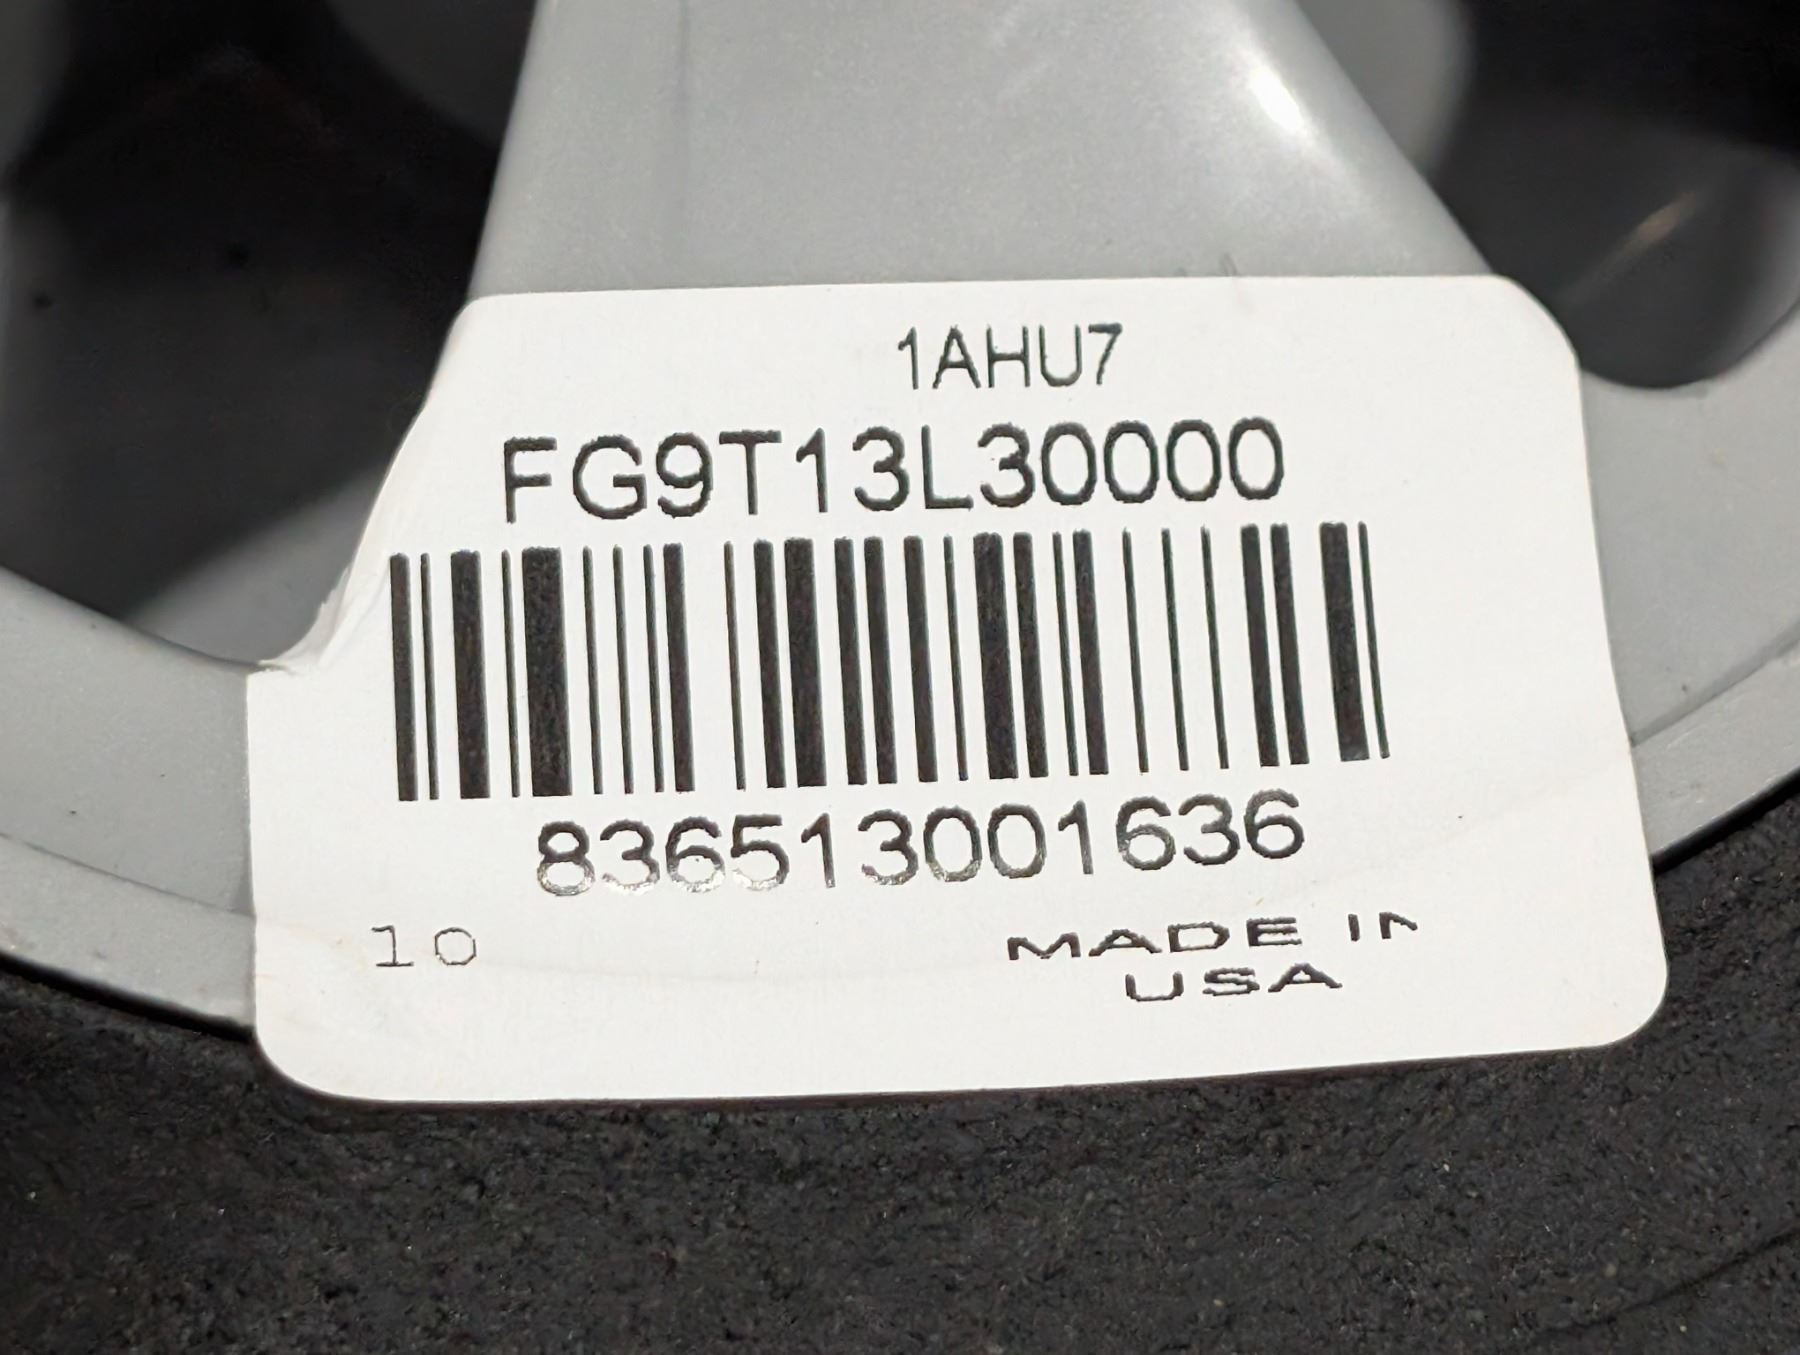 1AHU7
FG9T13L30000
836513001636
10
MADE IN
USA